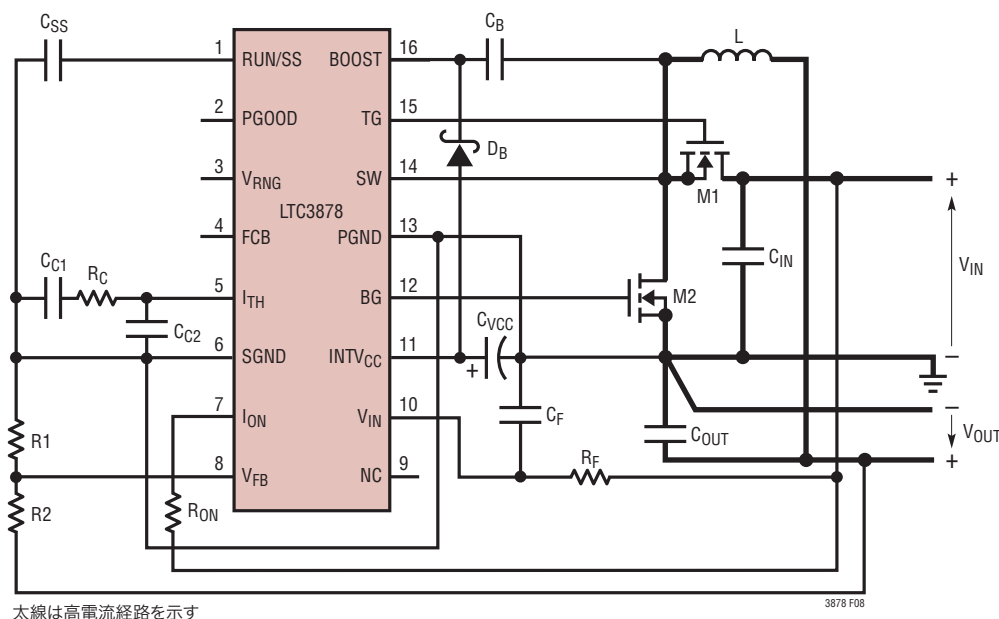 CSS
CB
L
1
RUN/SS
BOOST
16
2
PGOOD
TG
15
DB
3
VRNG
SW
14
M1
+
LTC3878
4
FCB
PGND
13
CIN
VIN
CC1
RC
5
ITH
BG
12
M2
CC2
CVCC
6
SGND
INTVCC
11
+
–
7
ION
VIN
10
CF
COUT
–
VOUT
+
R1
RF
8
VFB
NC
9
R2
RON
太線は高電流経路を示す
3878 F08